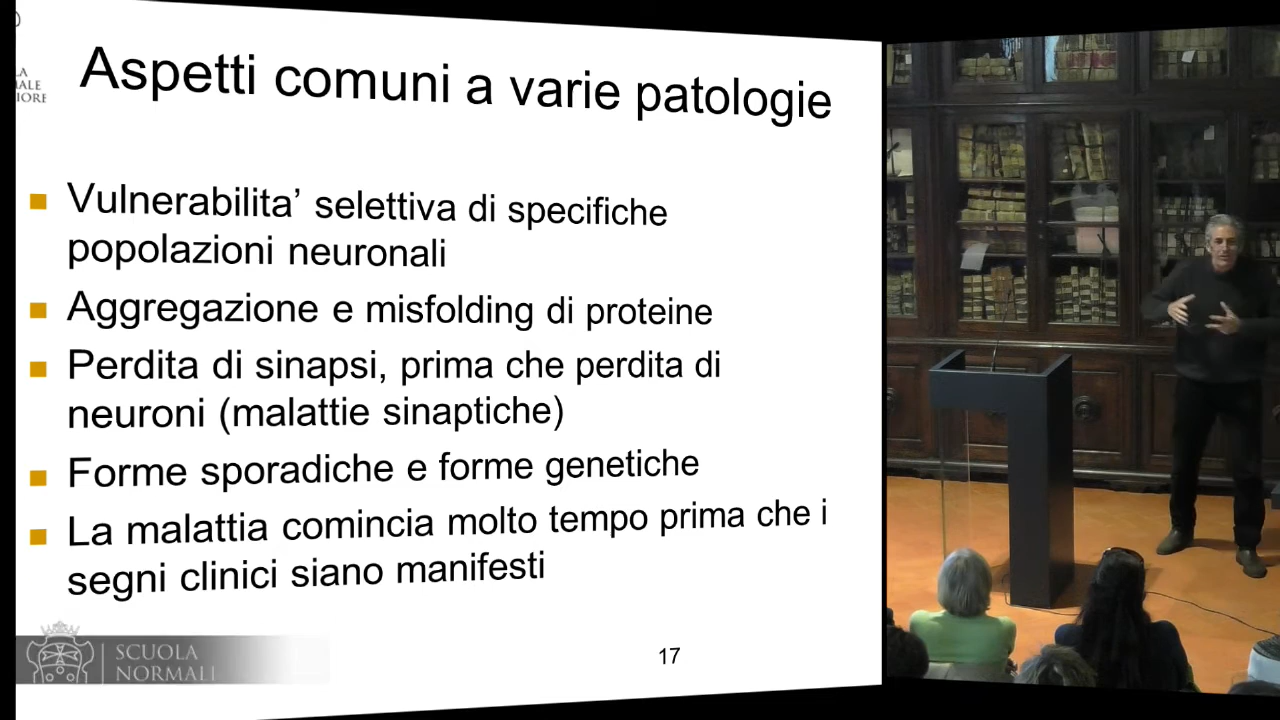 Aspetti comuni a varie patologie
Vulnerabilita’ selettiva di specifiche
popolazioni neuronali
Aggregazione e misfolding di proteine
Perdita di sinapsi, prima che perdita di
neuroni (malattie sinaptiche)
Forme sporadiche e forme genetiche
La malattia comincia molto tempo prima che i
segni clinici siano manifesti
SCUOLA
NORMALE
17